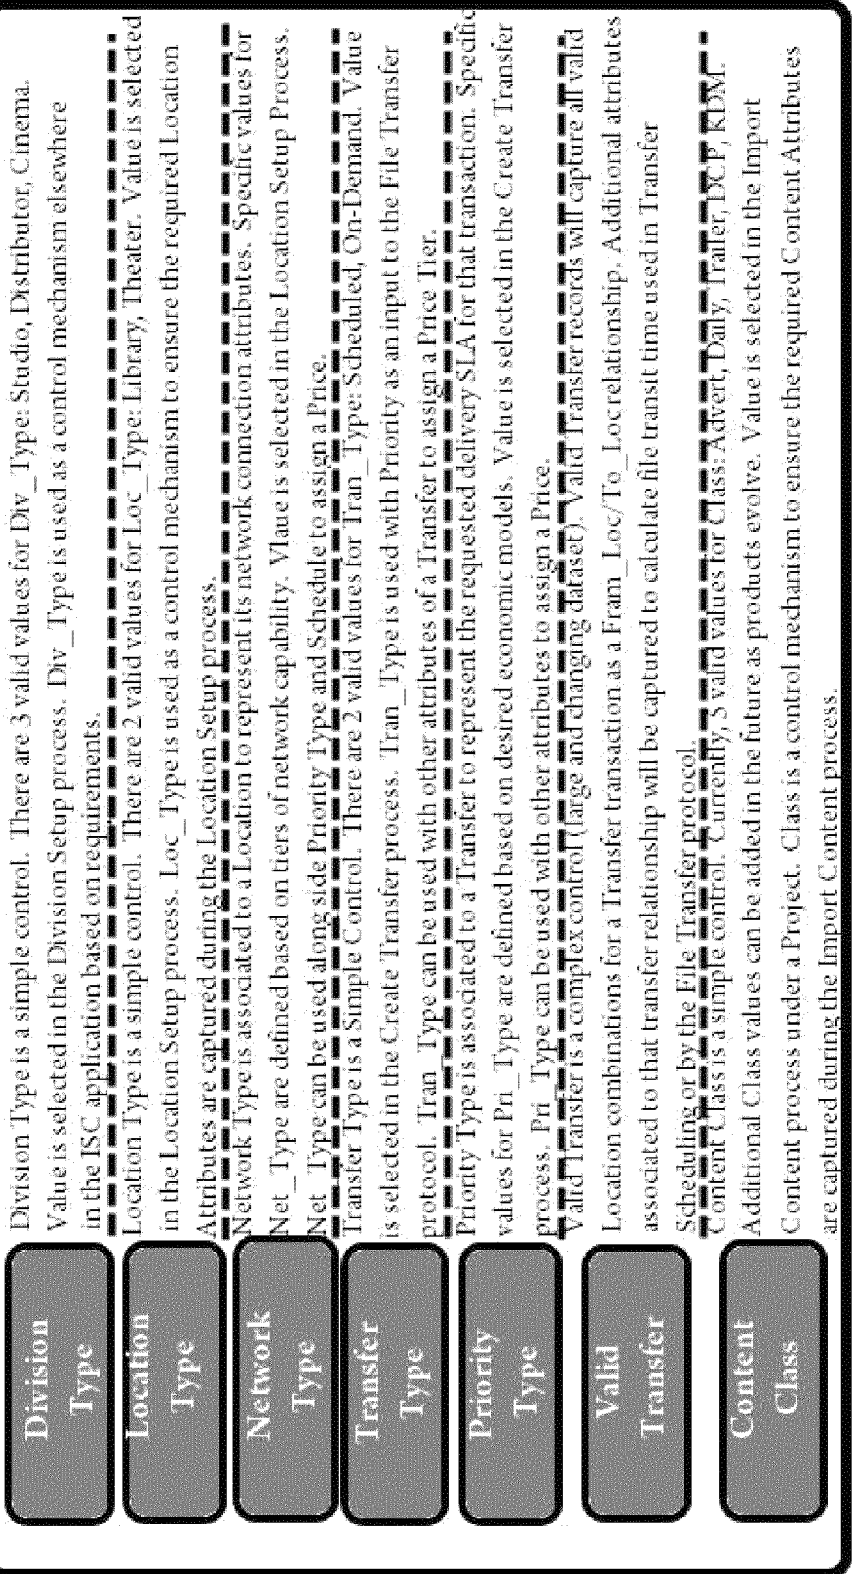 Division
Type
Division Type is a simple control. There are 3 valid values for Div_Type: Studio, Distributor, Cinema.
Value is selected in the Division Setup process. Div_Type is used as a control mechanism elsewhere
in the ISC application based on requirements.
Location
Type
Location Type is a simple control. There are 2 valid values for Loc_Type: Library, Theater. Value is selected
in the Location Setup process. Loc_Type is used as a control mechanism to ensure the required Location
Attributes are captured during the Location Setup process.
Network
Type
Network Type is associated to a Location to represent its network connection attributes. Specific values for
Net_Type are defined based on tiers of network capability. Vlaue is selected in the Location Setup Process.
Net_Type can be used along side Priority Type and Schedule to assign a Price.
Transfer
Type
Transfer Type is a Simple Control. There are 2 valid values for Tran_Type: Scheduled, On-Demand. Value
is selected in the Create Transfer process. Tran_Type is used with Priority as an input to the File Transfer
protocol. Tran_Type can be used with other attributes of a Transfer to assign a Price Tier.
Priority
Type
Priority Type is associated to a Transfer to represent the requested delivery SLA for that transaction. Specific
values for Pri_Type are defined based on desired economic models. Value is selected in the Create Transfer
process. Pri_Type can be used with other attributes to assign a Price.
Valid
Transfer
Valid Transfer is a complex control (large and changing dataset). Valid Transfer records will capture all valid
Location combinations for a Transfer transaction as a Fram_Loc/To_Loc relationship. Additional attributes
associated to that transfer relationship will be captured to calculate file transit time used in Transfer
Scheduling or by the File Transfer protocol.
Content
Class
Content Class is a simple control. Currently, 5 valid values for Class: Advert, Daily, Trailer, DCP, KDM.
Additional Class values can be added in the future as products evolve. Value is selected in the Import
Content process under a Project. Class is a control mechanism to ensure the required Content Attributes
are captured during the Import Content process.